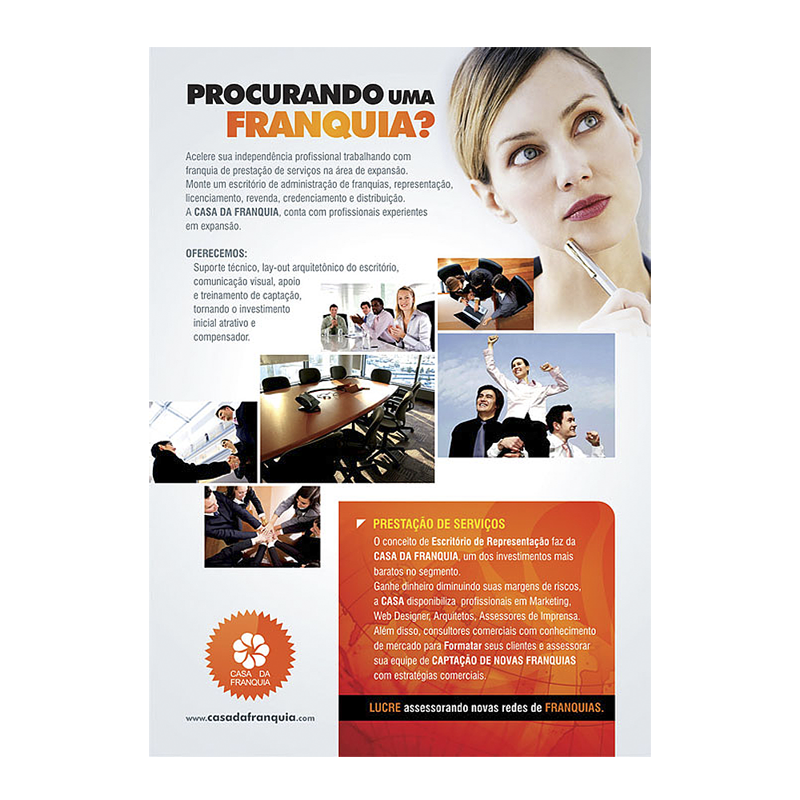 PROCURANDO UMA
FRANQUIA?
Acelere sua independência profissional trabalhando com
franquia de prestação de serviços na área de expansão.
Monte um escritório de administração de franquias, representação,
licenciamento, revenda, credenciamento e distribuição.
A CASA DA FRANQUIA, conta com profissionais experientes
em expansão.
OFERECEMOS:
Suporte técnico, lay-out arquitetônico do escritório,
comunicação visual, apoio
e treinamento de captação,
tornando o investimento
inicial atrativo e
compensador.
PRESTAÇÃO DE SERVIÇOS
O conceito de Escritório de Representação faz da
CASA DA FRANQUIA, um dos investimentos mais
baratos no segmento.
Ganhe dinheiro diminuindo suas margens de riscos,
a CASA disponibiliza profissionais em Marketing,
Web Designer, Arquitetos, Assessores de Imprensa.
Além disso, consultores comerciais com conhecimento
de mercado para Formatar seus clientes e assessorar
sua equipe de CAPTAÇÃO DE NOVAS FRANQUIAS
com estratégias comerciais.
LUCRE assessorando novas redes de FRANQUIAS.
CASA DA
FRANQUIA
www.casadafranquia.com